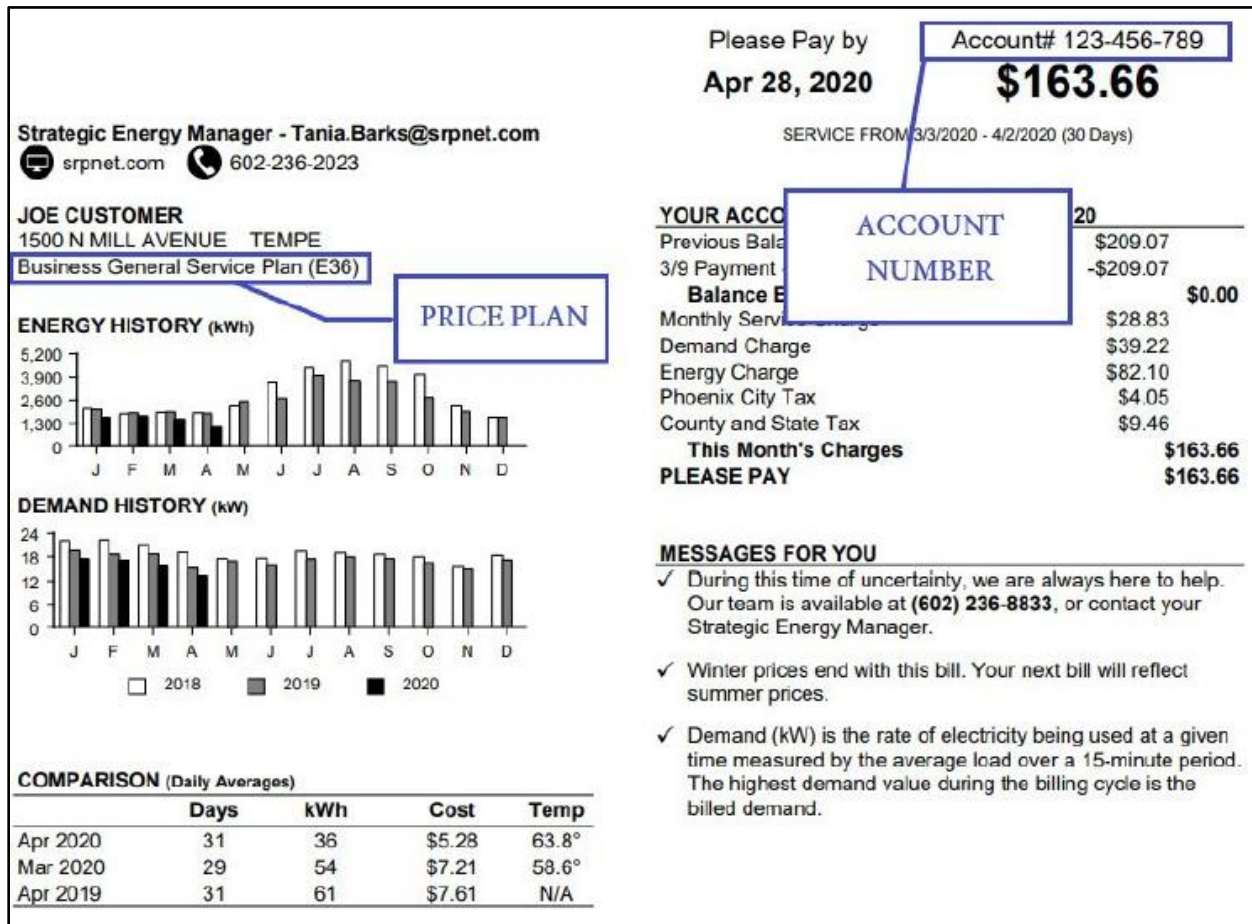 Please Pay by
Apr 28, 2020
Account# 123-456-789
$163.66
SERVICE FROM 3/3/2020 - 4/2/2020 (30 Days)
Strategic Energy Manager - Tania.Barks@srpnet.com
srpnet.com 602-236-2023
JOE CUSTOMER
1500 N MILL AVENUE TEMPE
Business General Service Plan (E36)
PRICE PLAN
ENERGY HISTORY (kWh)
5,200
3,900
2,600
1,300
0
J F M A M J J A S O N D
DEMAND HISTORY (kW)
24
18
12
6
0
J F M A M J J A S O N D
2018 2019 2020
COMPARISON (Daily Averages)
Days kWh Cost Temp
Apr 2020 31 36 $5.28 63.8°
Mar 2020 29 54 $7.21 58.6°
Apr 2019 31 61 $7.61 N/A
ACCOUNT
NUMBER
YOUR ACCO 20
Previous Bala $209.07
3/9 Payment -$209.07
Balance $0.00
Monthly Servi $28.83
Demand Charge $39.22
Energy Charge $82.10
Phoenix City Tax $4.05
County and State Tax $9.46
This Month's Charges $163.66
PLEASE PAY $163.66
MESSAGES FOR YOU
✓ During this time of uncertainty, we are always here to help.
Our team is available at (602) 236-8833, or contact your
Strategic Energy Manager.
✓ Winter prices end with this bill. Your next bill will reflect
summer prices.
✓ Demand (kW) is the rate of electricity being used at a given
time measured by the average load over a 15-minute period.
The highest demand value during the billing cycle is the
billed demand.